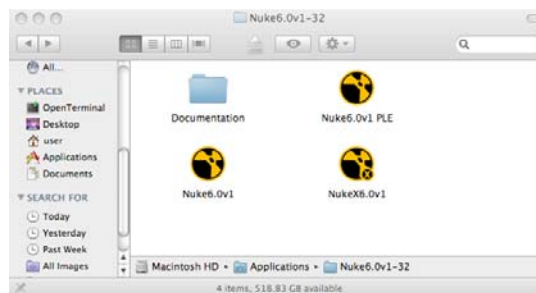 Nuke6.0v1-32
All...
PLACES
OpenTerminal
Desktop
user
Applications
Documents
SEARCH FOR
Today
Yesterday
Past Week
All Images
Documentation
Nuke6.0v1 PLE
Nuke6.0v1
NukeX6.0v1
Macintosh HD ▸ Applications ▸ Nuke6.0v1-32
4 items, 518.83 GB available